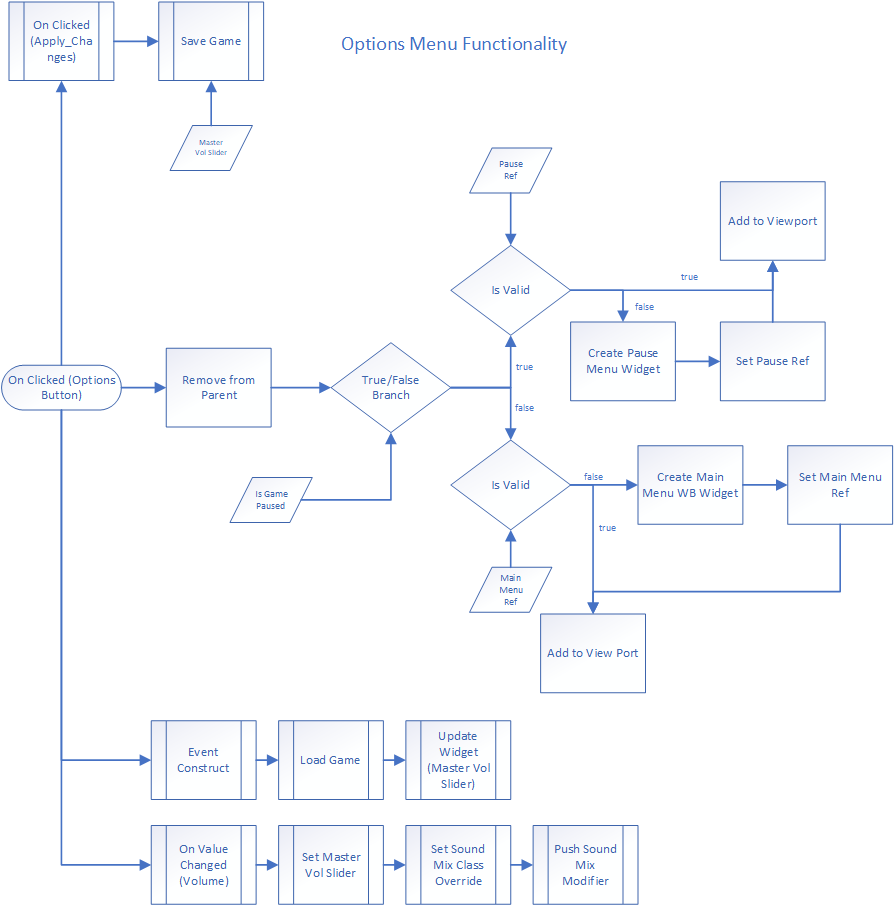 Options Menu Functionality
On Clicked
(Apply_Cha
nges)
Save Game
Master
Vol Slider
Pause
Ref
Is Valid
true
false
Add to Viewport
Create Pause
Menu Widget
Set Pause Ref
On Clicked (Options
Button)
Remove from
Parent
True/False
Branch
true
false
Is Game
Paused
Is Valid
false
true
Create Main
Menu WB Widget
Set Main Menu
Ref
Main
Menu
Ref
Add to View Port
Event
Construct
Load Game
Update
Widget
(Master Vol
Slider)
On Value
Changed
(Volume)
Set Master
Vol Slider
Set Sound
Mix Class
Override
Push Sound
Mix
Modifier